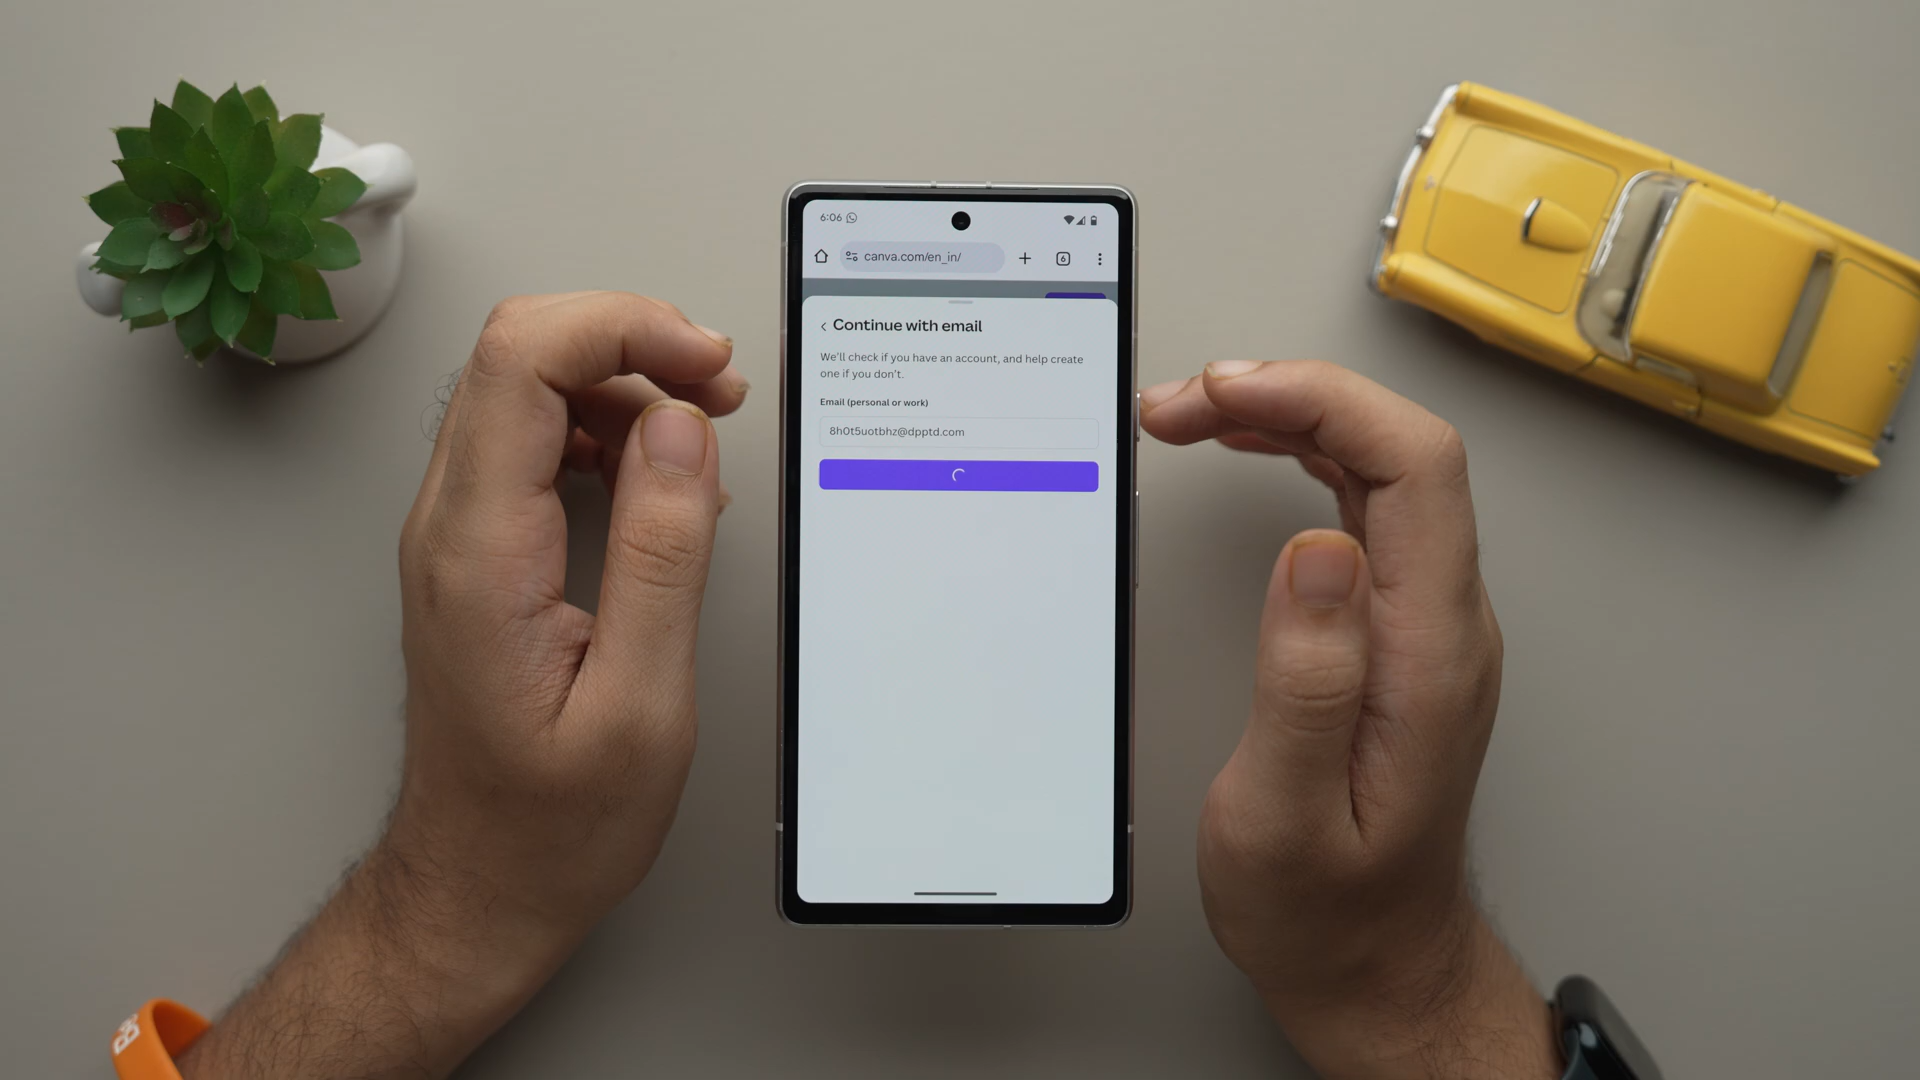 6:06
canva.com/en_in/
6
Continue with email
We'll check if you have an account, and help create
one if you don't.
Email (personal or work)
8h0t5uotbhz@dpptd.com